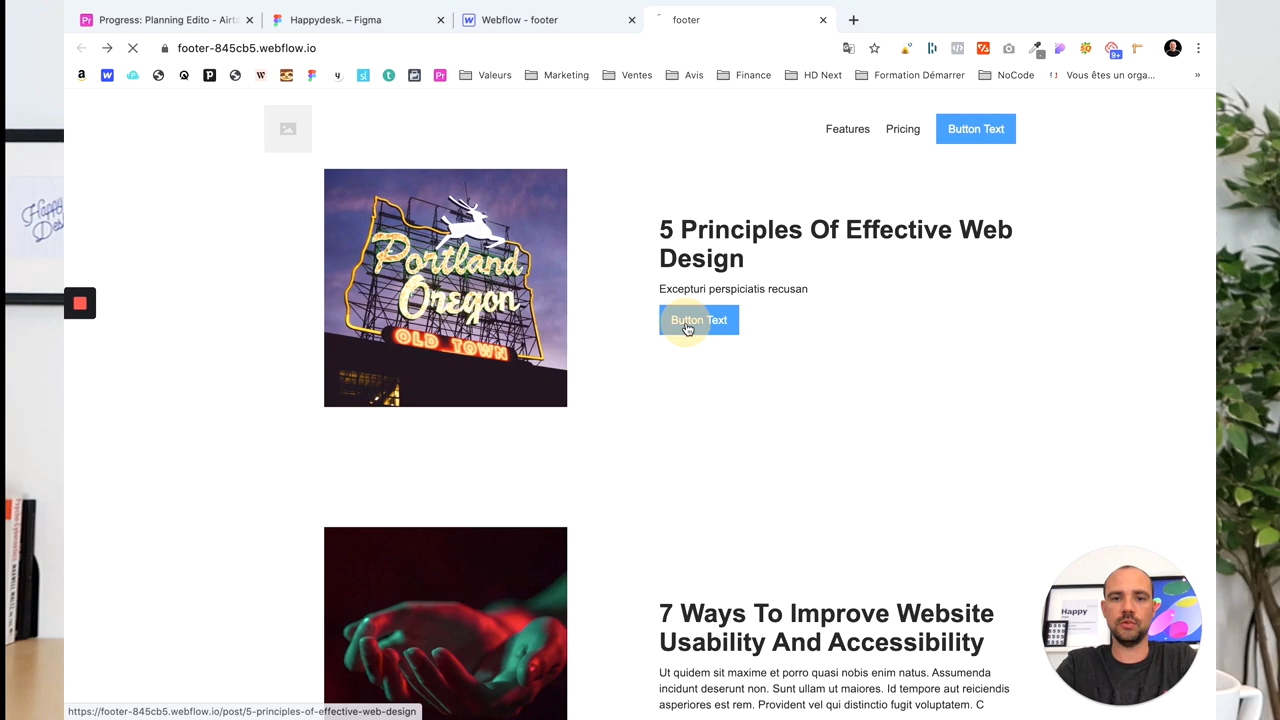 Progress: Planning Edito - Airta
Happydesk. – Figma
Webflow - footer
footer
footer-845cb5.webflow.io
Valeurs
Marketing
Ventes
Avis
Finance
HD Next
Formation Démarrer
NoCode
Vous êtes un orga...
9+
Features
Pricing
Button Text
Portland
Oregon
OLD TOWN
5 Principles Of Effective Web
Design
Excepturi perspiciatis recusan
Button Text
7 Ways To Improve Website
Usability And Accessibility
Ut quidem sit maxime et porro quasi nobis enim natus. Assumenda
incidunt deserunt non. Sunt ullam ut maiores. Id tempore aut reiciendis
asperiores est rem. Provident vel qui distinctio fugit voluptatem. C
https://footer-845cb5.webflow.io/post/5-principles-of-effective-web-design
Happy
Des
Happy